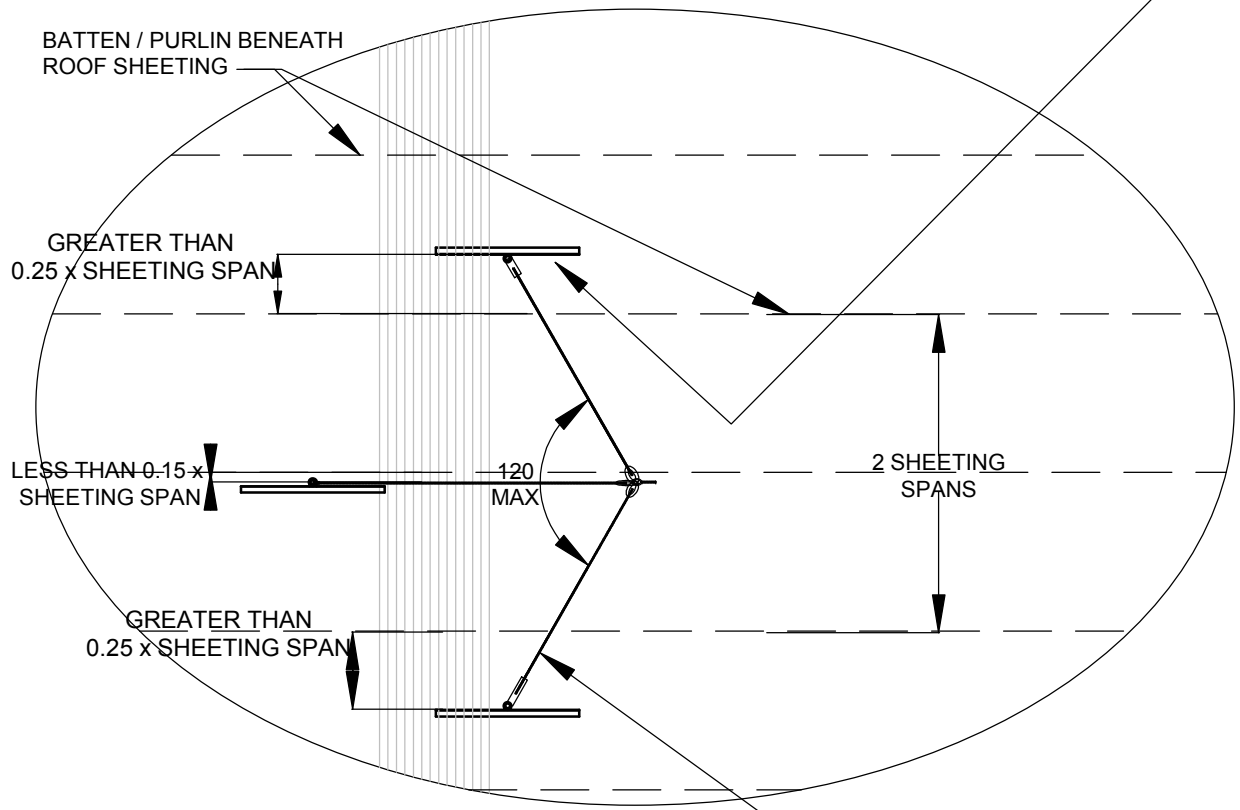 BATTEN / PURLIN BENEATH
ROOF SHEETING
GREATER THAN
0.25 x SHEETING SPAN
LESS THAN 0.15 x
SHEETING SPAN
120
MAX
2 SHEETING
SPANS
GREATER THAN
0.25 x SHEETING SPAN